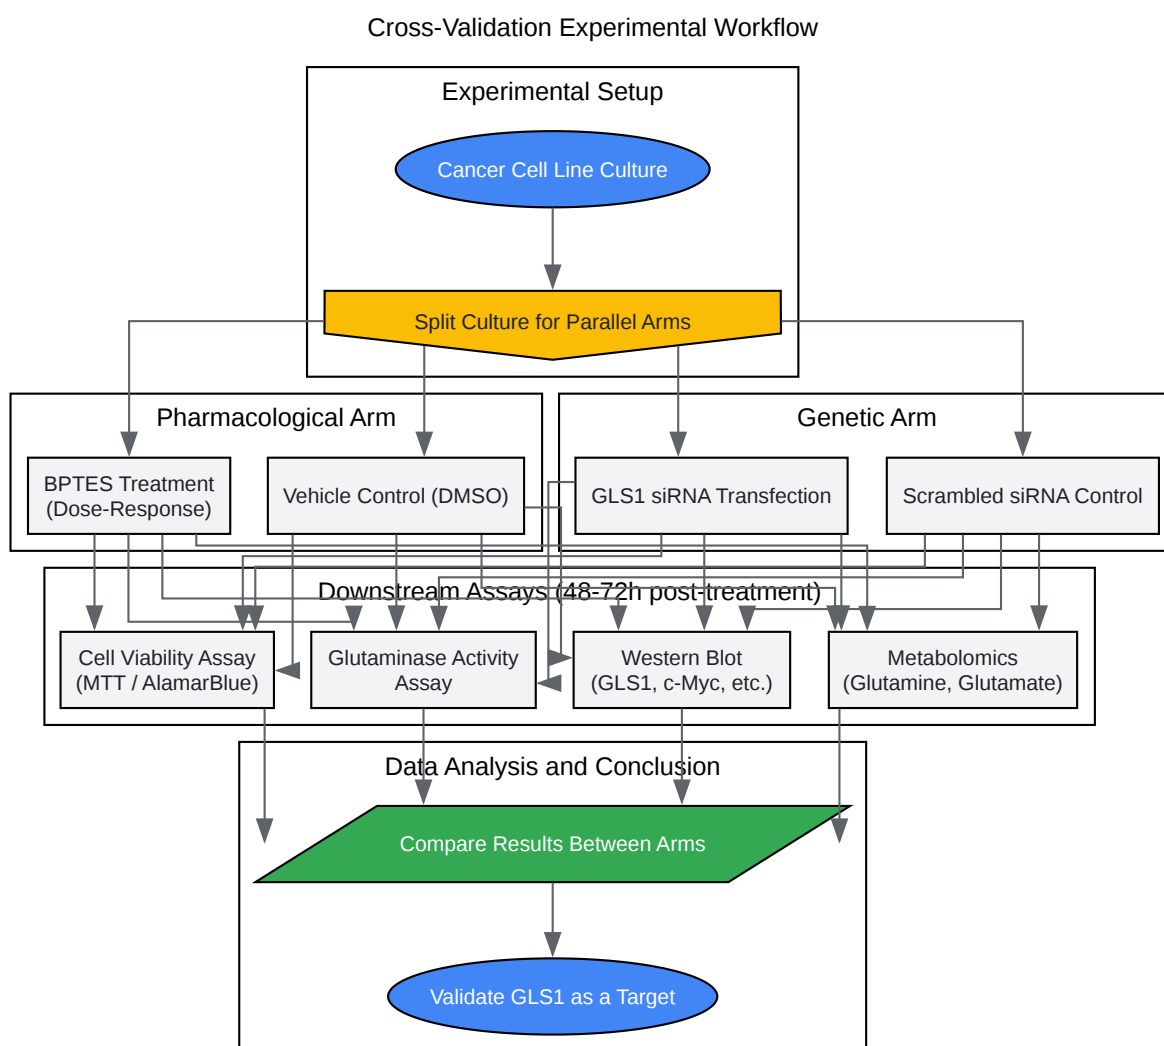 Cross-Validation Experimental Workflow
Experimental Setup
Cancer Cell Line Culture
Split Culture for Parallel Arms
Pharmacological Arm
Genetic Arm
BPTES Treatment
(Dose-Response)
Vehicle Control (DMSO)
GLS1 siRNA Transfection
Scrambled siRNA Control
Downstream Assays (48-72h post-treatment)
Cell Viability Assay
(MTT / AlamarBlue)
Glutaminase Activity
Assay
Western Blot
(GLS1, c-Myc, etc.)
Metabolomics
(Glutamine, Glutamate)
Data Analysis and Conclusion
Compare Results Between Arms
Validate GLS1 as a Target